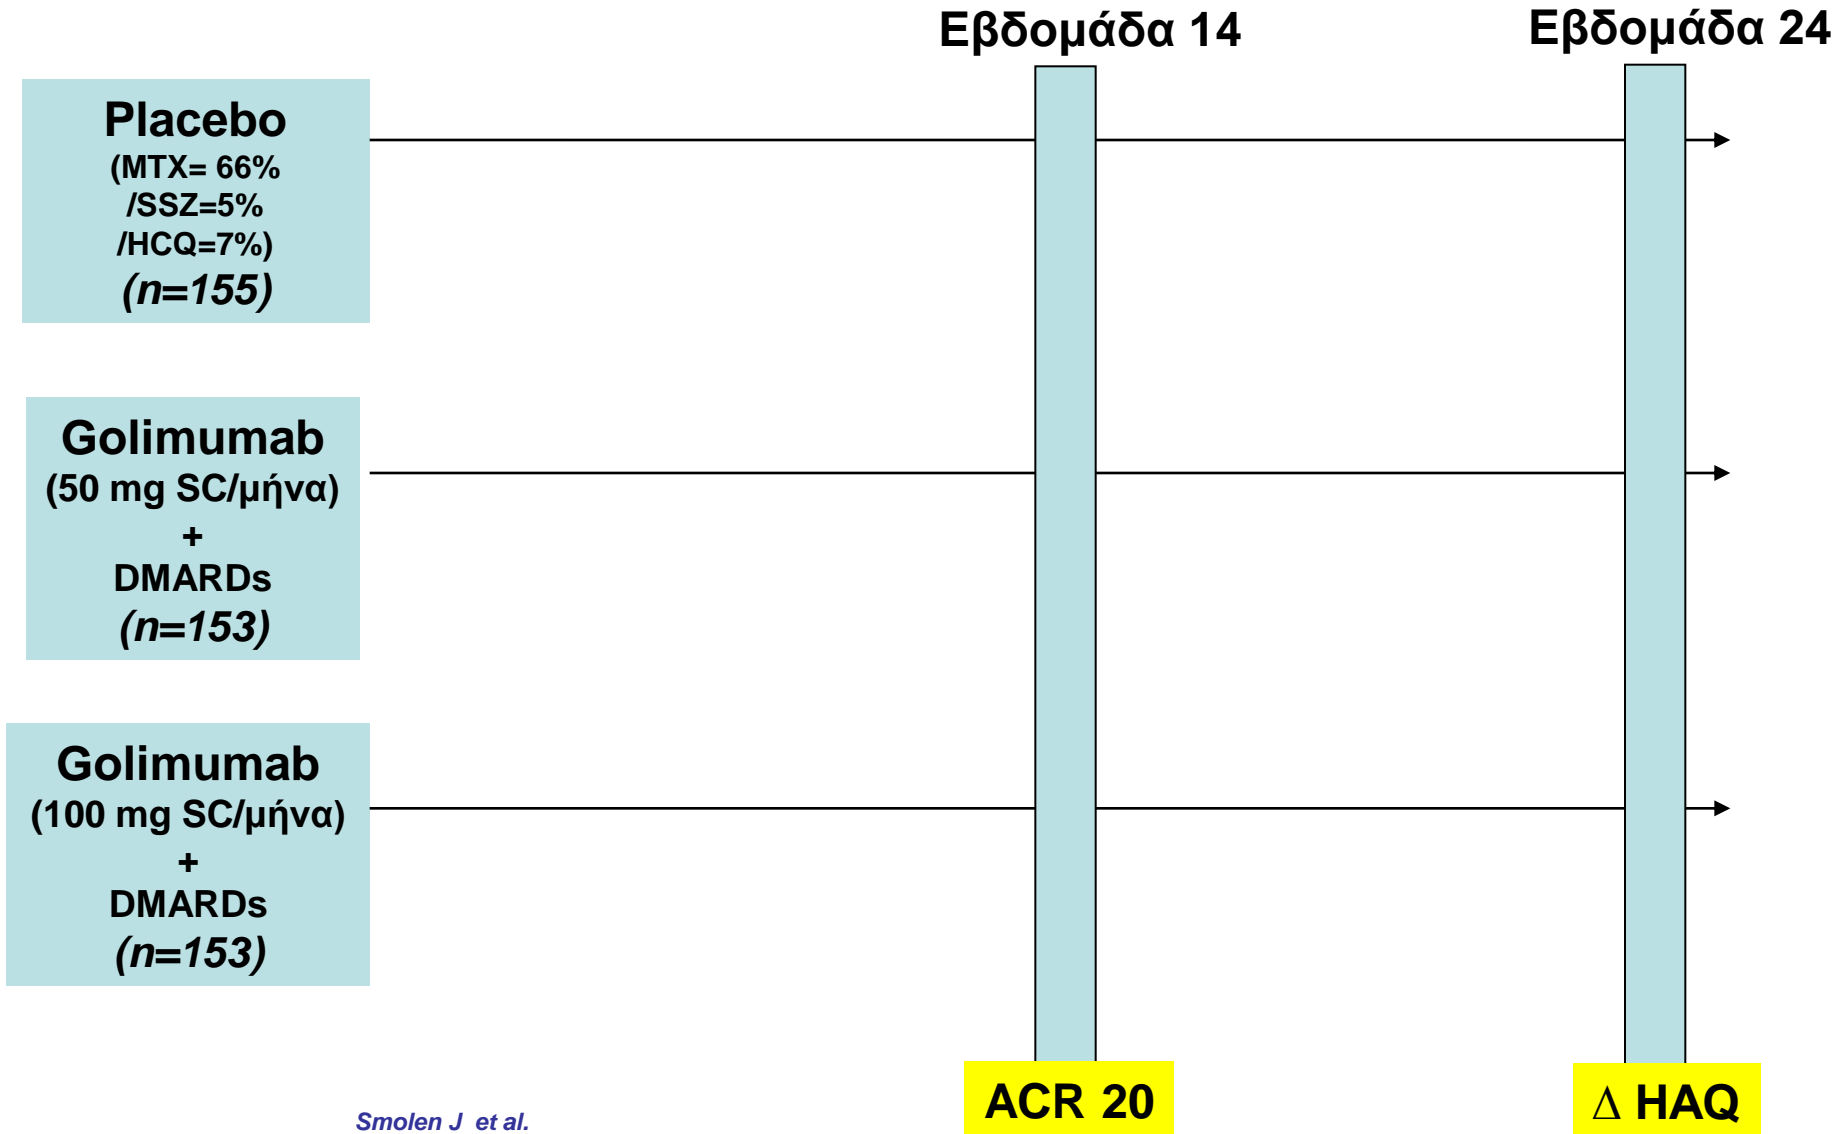 Εβδομάδα 14
Εβδομάδα 24
Placebo
(MTX= 66%
/SSZ=5%
/HCQ=7%)
(n=155)
Golimumab
(50 mg SC/μήνα)
+
DMARDs
(n=153)
Golimumab
(100 mg SC/μήνα)
+
DMARDs
(n=153)
ACR 20
Δ HAQ
Smolen J et al.